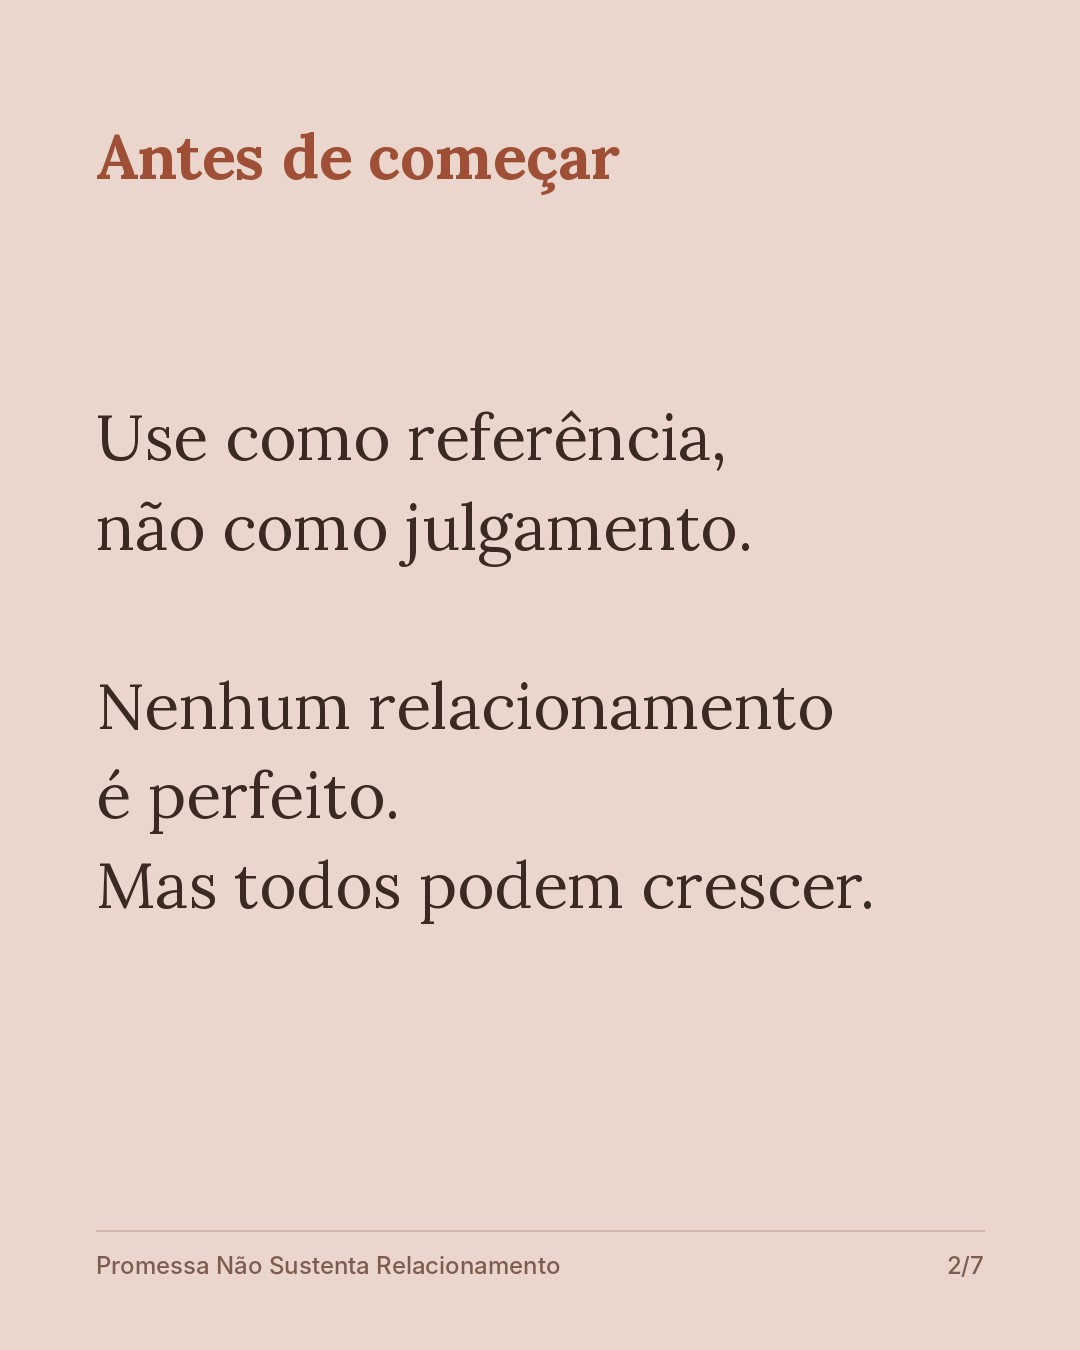 Antes de começar
Use como referência,
não como julgamento.
Nenhum relacionamento
é perfeito.
Mas todos podem crescer.
Promessa Não Sustenta Relacionamento
2/7